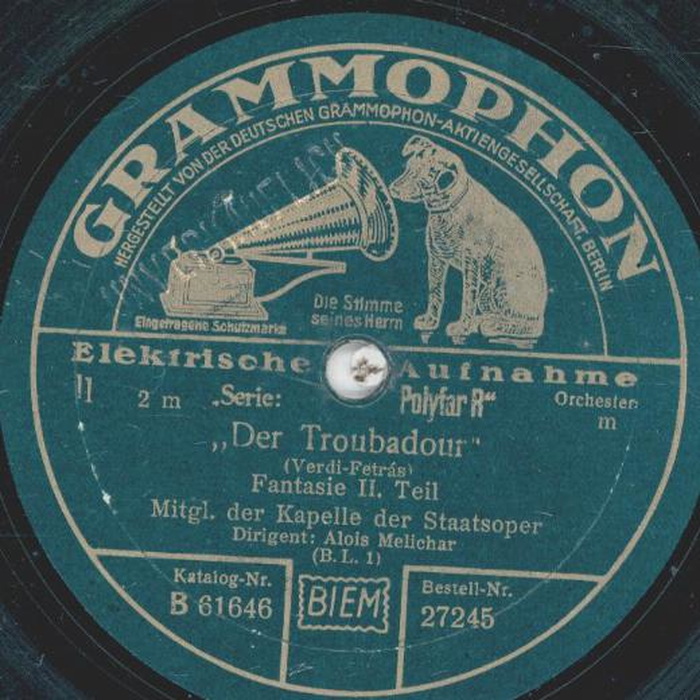 GRAMMOPHON
HERGESTELLT VON DER DEUTSCHEN GRAMMOPHON-AKTIENGESELLSCHAFT, BERLIN
Die Stimme
seines Herrn
Eingetragene Schutzmarke
Elektrische Aufnahme
II 2 m „Serie: Polyfar R“ Orchester
m
„Der Troubadour“
(Verdi-Fetrás)
Fantasie II. Teil
Mitgl. der Kapelle der Staatsoper
Dirigent: Alois Melichar
(B.L. 1)
Katalog-Nr.
B 61646
BIEM
Bestell-Nr.
27245